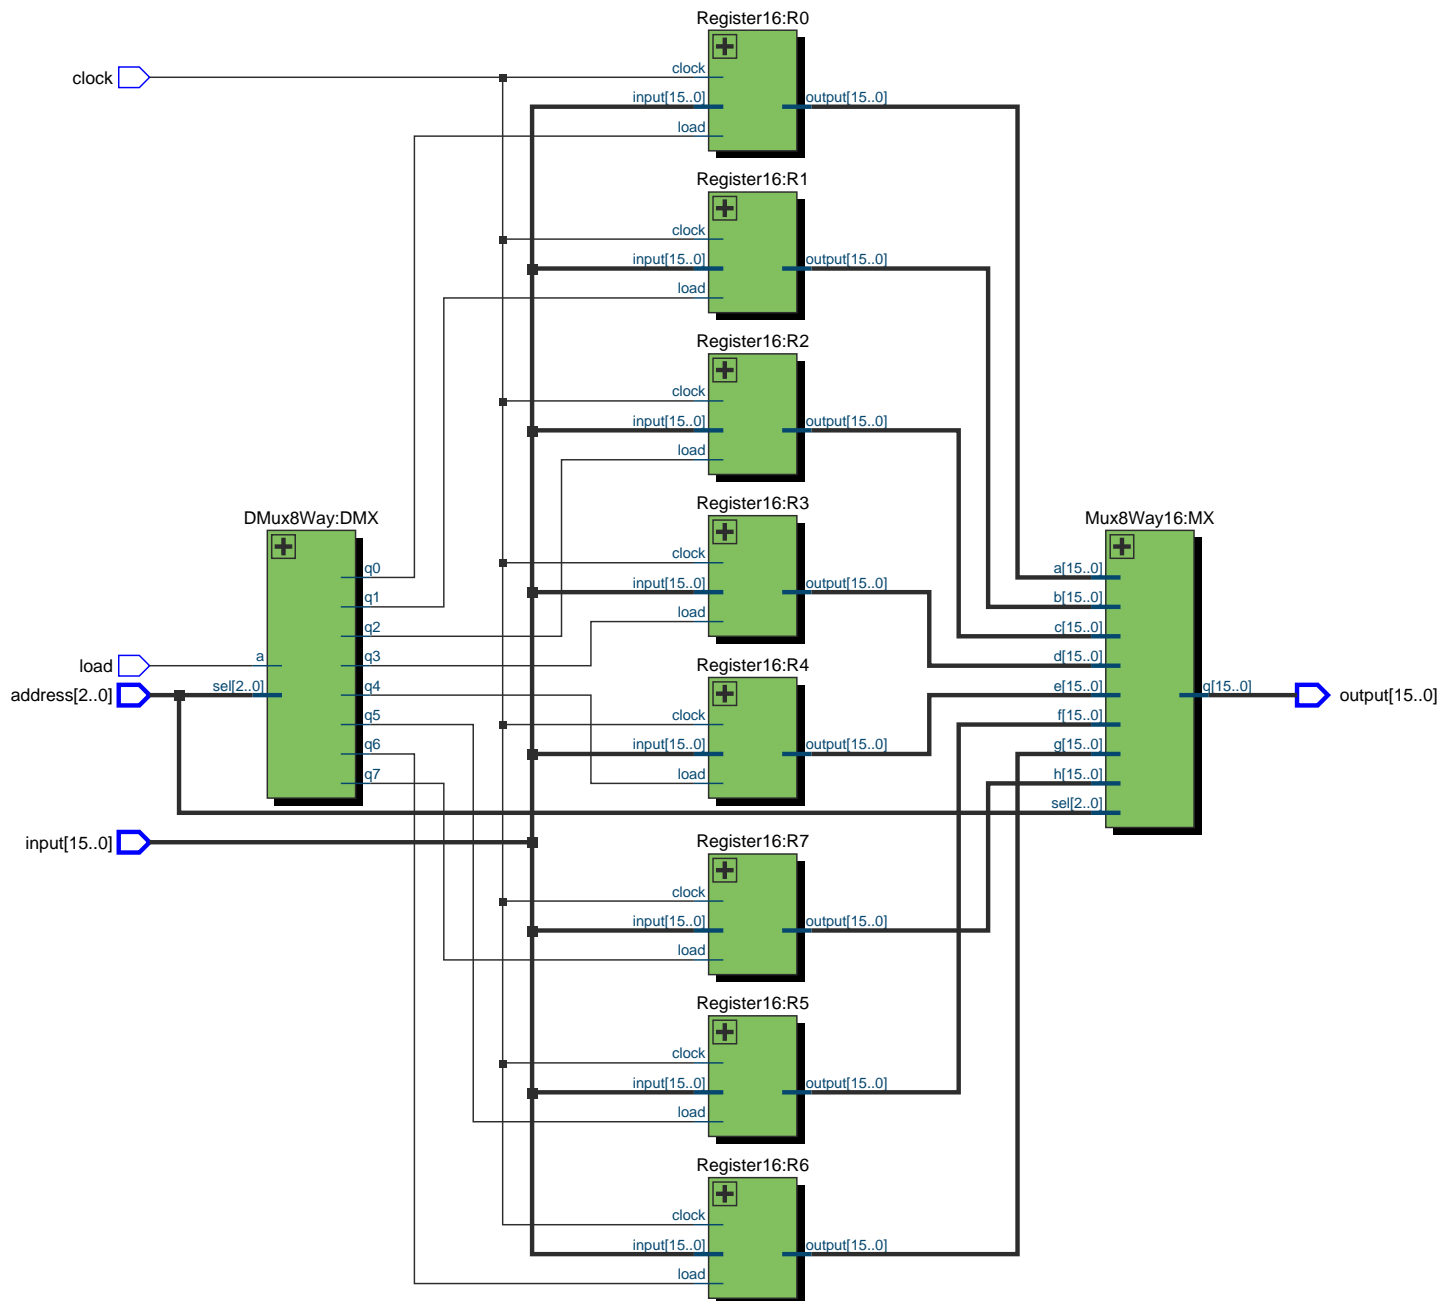 Register16:R0
clock
clock
input[15..0]
output[15..0]
load
Register16:R1
clock
input[15..0]
output[15..0]
load
Register16:R2
clock
input[15..0]
output[15..0]
load
DMux8Way:DMX
q0
q1
q2
q3
q4
q5
q6
q7
a
sel[2..0]
load
address[2..0]
input[15..0]
Register16:R3
clock
input[15..0]
output[15..0]
load
Register16:R4
clock
input[15..0]
output[15..0]
load
Mux8Way16:MX
a[15..0]
b[15..0]
c[15..0]
d[15..0]
e[15..0]
f[15..0]
g[15..0]
h[15..0]
sel[2..0]
q[15..0]
output[15..0]
Register16:R7
clock
input[15..0]
output[15..0]
load
Register16:R5
clock
input[15..0]
output[15..0]
load
Register16:R6
clock
input[15..0]
output[15..0]
load